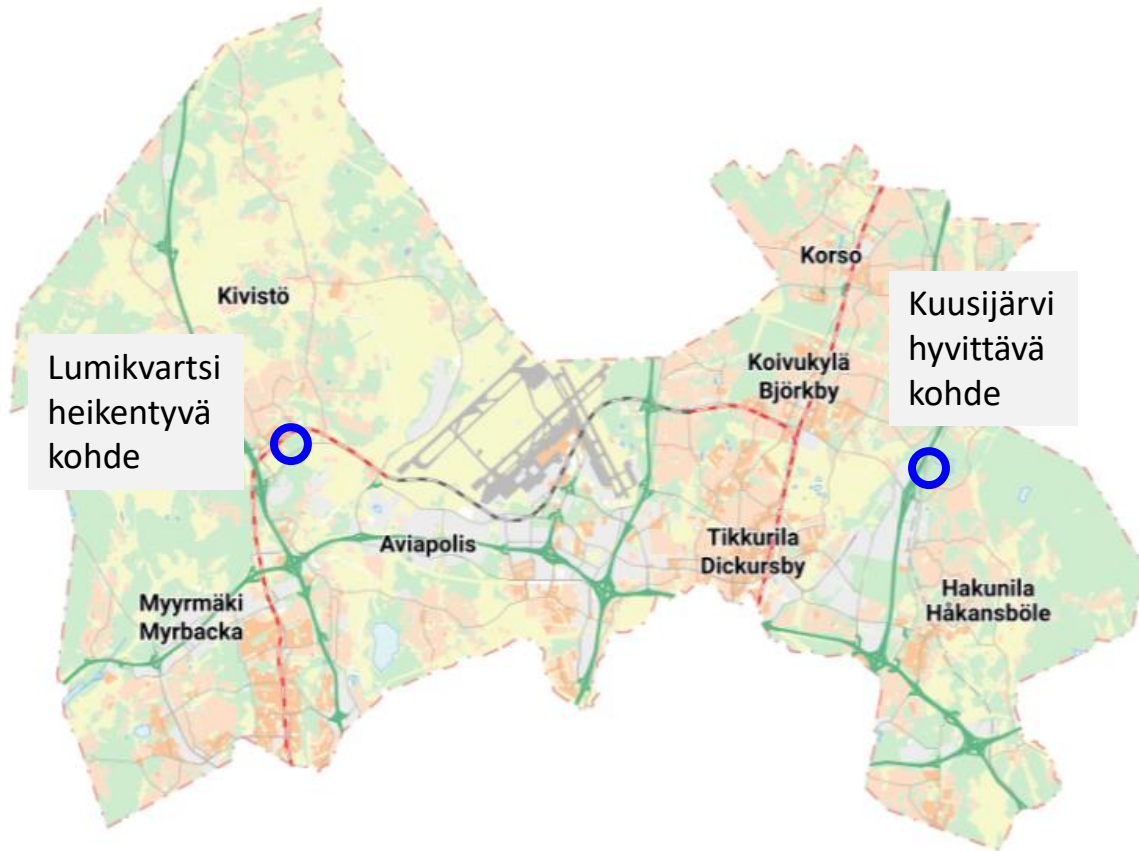 Korso
Kivistö
Kuusijärvi
hyvittävä
kohde
Lumikvartsi
heikentyvä
kohde
Koivukylä
Björkby
Aviapolis
Tikkurila
Dickursby
Myyrmäki
Myrbacka
Hakunila
Håkansböle